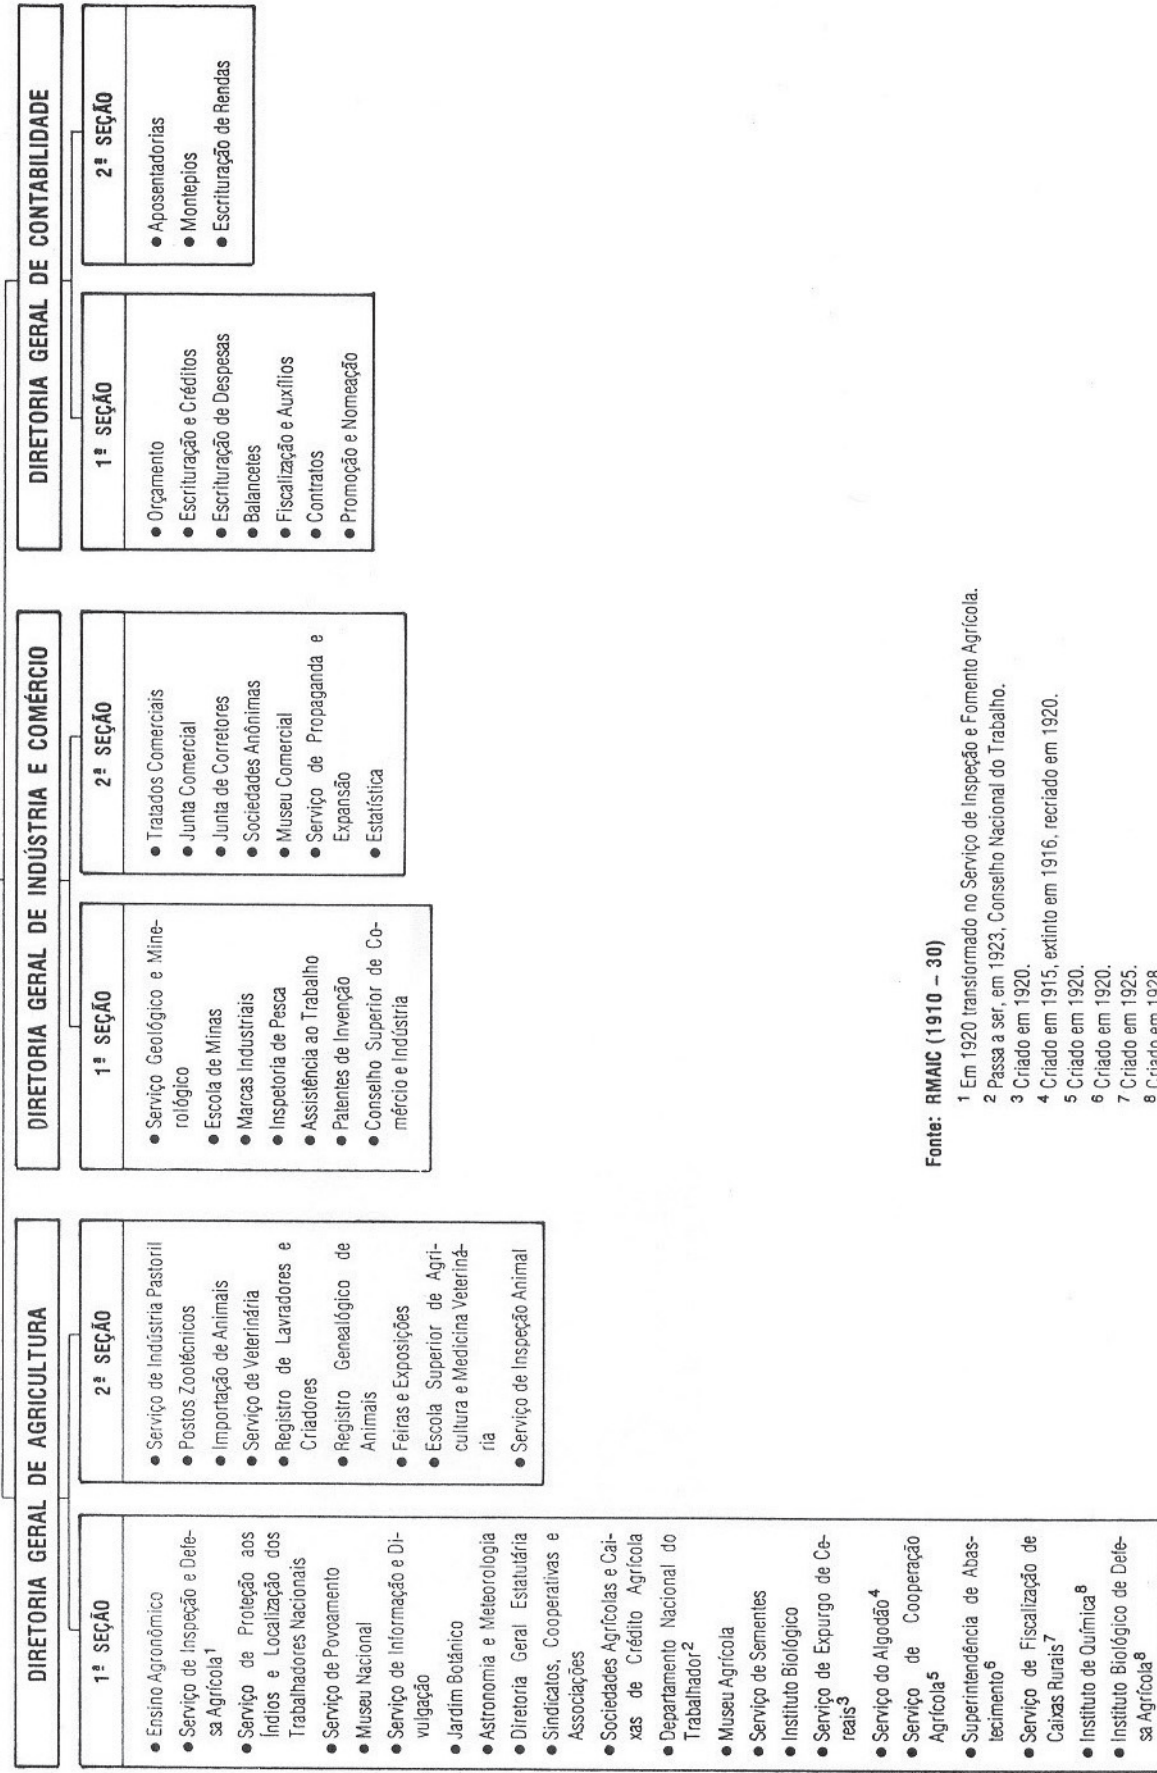 DIRETORIA GERAL DE AGRICULTURA
1ª SEÇÃO
● Ensino Agronômico
● Serviço de Inspeção e Defe-
sa Agrícola1
● Serviço de Proteção aos
Índios e Localização dos
Trabalhadores Nacionais
● Serviço de Povoamento
● Museu Nacional
● Serviço de Informação e Di-
vulgação
● Jardim Botânico
● Astronomia e Meteorologia
● Diretoria Geral Estatutária
● Sindicatos, Cooperativas e
Associações
● Sociedades Agrícolas e Cai-
xas de Crédito Agrícola
● Departamento Nacional do
Trabalhador2
● Museu Agrícola
● Serviço de Sementes
● Instituto Biológico
● Serviço de Expurgo de Ce-
reais3
● Serviço do Algodão4
● Serviço de Cooperação
Agrícola5
● Superintendência de Abas-
tecimento6
● Serviço de Fiscalização de
Caixas Rurais7
● Instituto de Química8
● Instituto Biológico de Defe-
sa Agrícola8
2ª SEÇÃO
● Serviço de Indústria Pastoril
● Postos Zootécnicos
● Importação de Animais
● Serviço de Veterinária
● Registro de Lavradores e
Criadores
● Registro Genealógico de
Animais
● Feiras e Exposições
● Escola Superior de Agri-
cultura e Medicina Veteriná-
ria
● Serviço de Inspeção Animal
DIRETORIA GERAL DE INDÚSTRIA E COMÉRCIO
1ª SEÇÃO
● Serviço Geológico e Mine-
rológico
● Escola de Minas
● Marcas Industriais
● Inspetoria de Pesca
● Assistência ao Trabalho
● Patentes de Invenção
● Conselho Superior de Co-
mércio e Indústria
2ª SEÇÃO
● Tratados Comerciais
● Junta Comercial
● Junta de Corretores
● Sociedades Anônimas
● Museu Comercial
● Serviço de Propaganda e
Expansão
● Estatística
DIRETORIA GERAL DE CONTABILIDADE
1ª SEÇÃO
● Orçamento
● Escrituração e Créditos
● Escrituração de Despesas
● Balancetes
● Fiscalização e Auxílios
● Contratos
● Promoção e Nomeação
2ª SEÇÃO
● Aposentadorias
● Montepios
● Escrituração de Rendas
Fonte: RMAIC (1910 – 30)
1 Em 1920 transformado no Serviço de Inspeção e Fomento Agrícola.
2 Passa a ser, em 1923, Conselho Nacional do Trabalho.
3 Criado em 1920.
4 Criado em 1915, extinto em 1916, recriado em 1920.
5 Criado em 1920.
6 Criado em 1920.
7 Criado em 1925.
8 Criado em 1928.